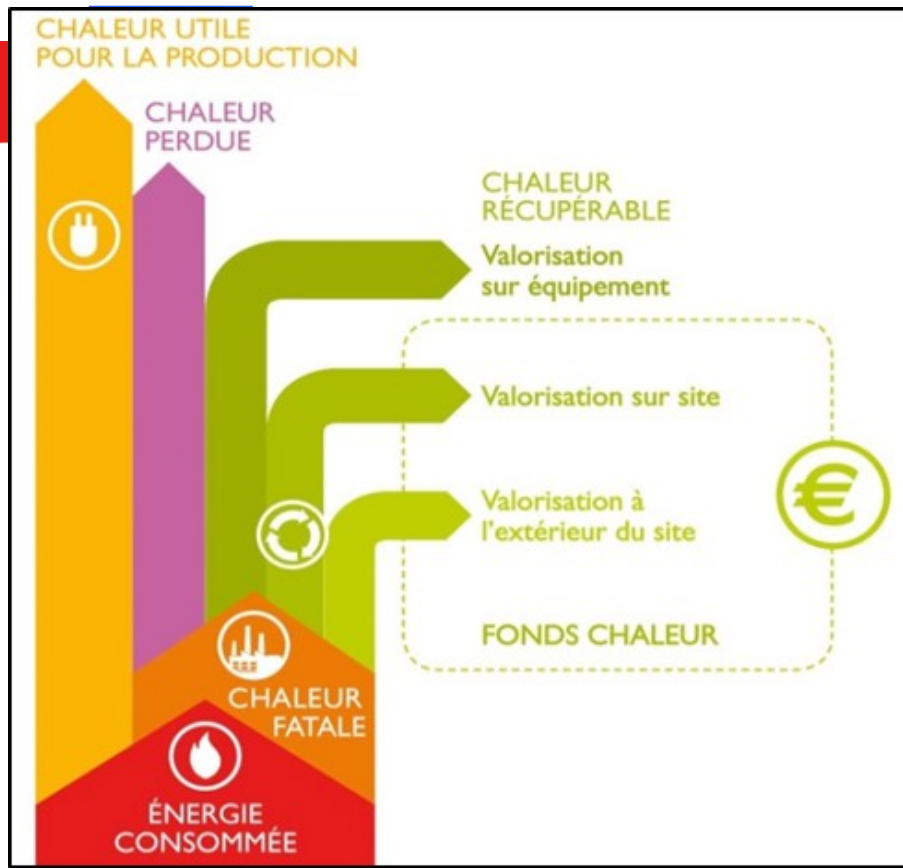 CHALEUR UTILE
POUR LA PRODUCTION
CHALEUR
PERDUE
CHALEUR
RÉCUPÉRABLE
Valorisation
sur équipement
Valorisation sur site
Valorisation à
l'extérieur du site
€
FONDS CHALEUR
CHALEUR
FATALE
ÉNERGIE
CONSOMMÉE